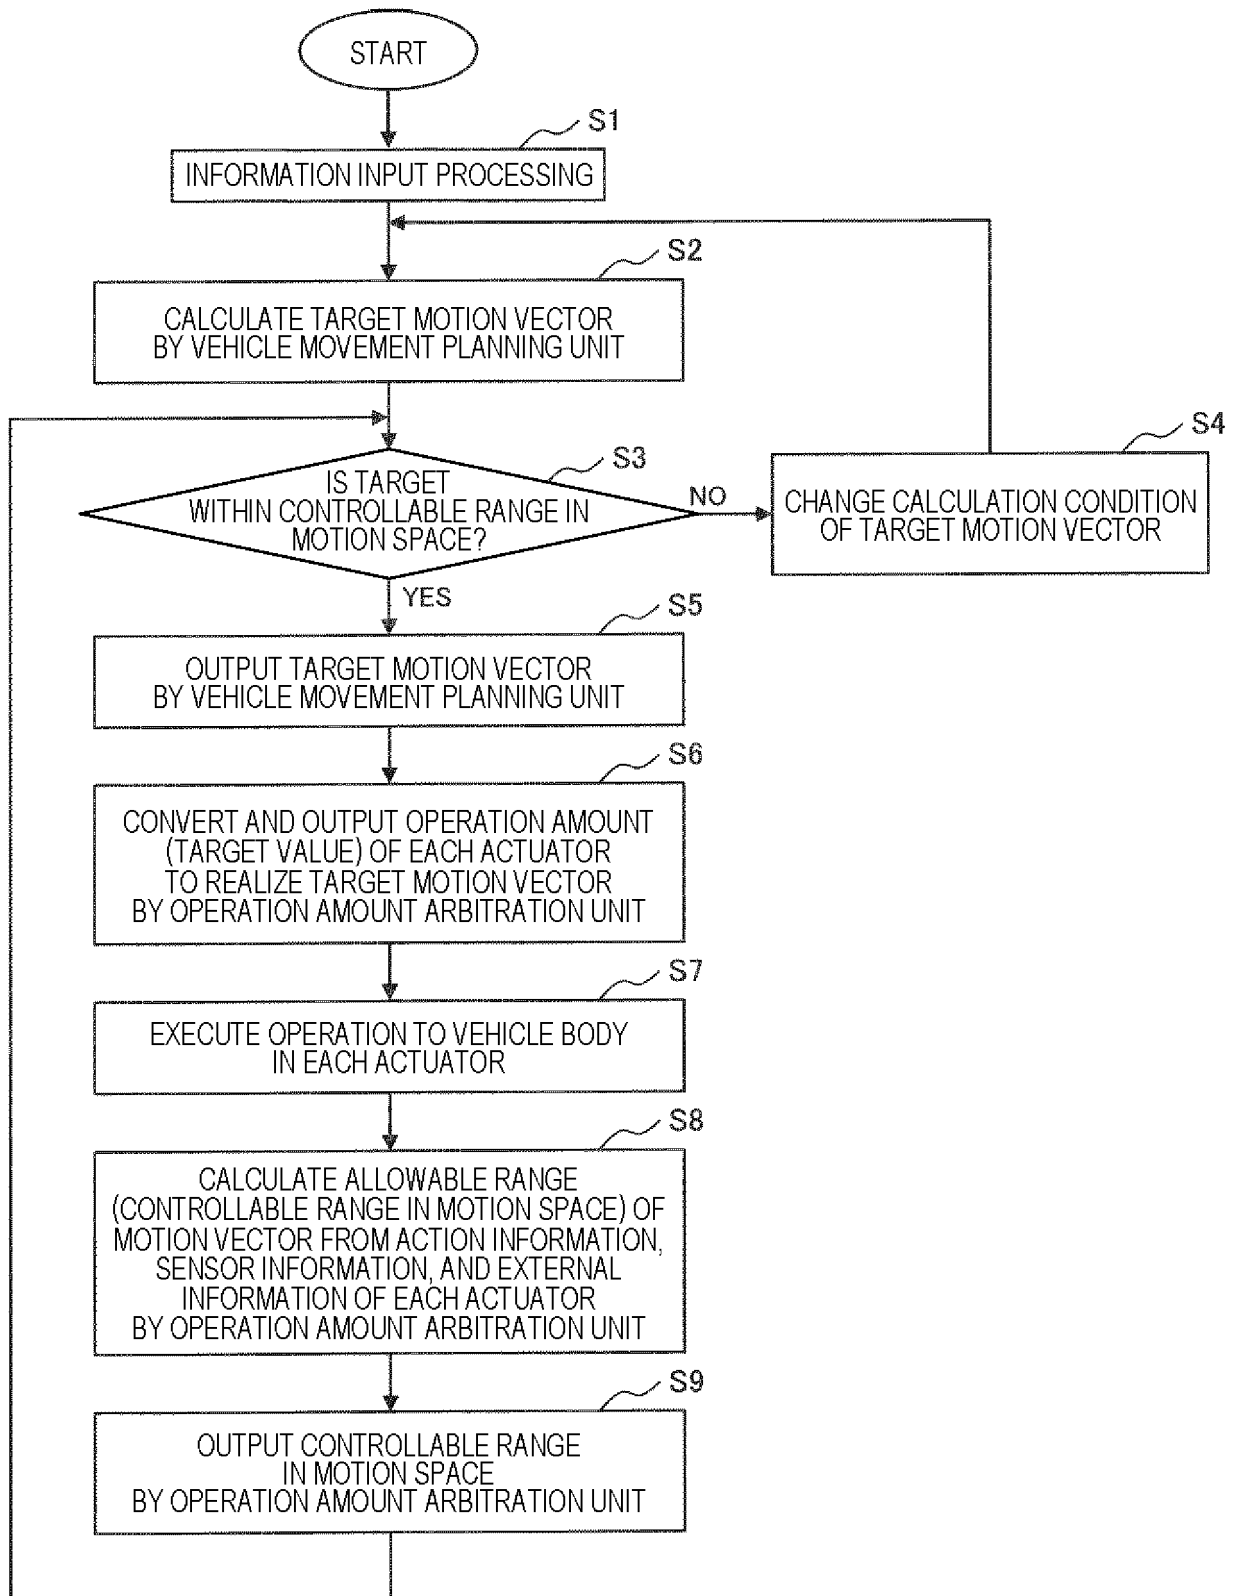 START
S1
INFORMATION INPUT PROCESSING
S2
CALCULATE TARGET MOTION VECTOR
BY VEHICLE MOVEMENT PLANNING UNIT
S3
IS TARGET
WITHIN CONTROLLABLE RANGE IN
MOTION SPACE?
NO
S4
CHANGE CALCULATION CONDITION
OF TARGET MOTION VECTOR
YES
S5
OUTPUT TARGET MOTION VECTOR
BY VEHICLE MOVEMENT PLANNING UNIT
S6
CONVERT AND OUTPUT OPERATION AMOUNT
(TARGET VALUE) OF EACH ACTUATOR
TO REALIZE TARGET MOTION VECTOR
BY OPERATION AMOUNT ARBITRATION UNIT
S7
EXECUTE OPERATION TO VEHICLE BODY
IN EACH ACTUATOR
S8
CALCULATE ALLOWABLE RANGE
(CONTROLLABLE RANGE IN MOTION SPACE) OF
MOTION VECTOR FROM ACTION INFORMATION,
SENSOR INFORMATION, AND EXTERNAL
INFORMATION OF EACH ACTUATOR
BY OPERATION AMOUNT ARBITRATION UNIT
S9
OUTPUT CONTROLLABLE RANGE
IN MOTION SPACE
BY OPERATION AMOUNT ARBITRATION UNIT